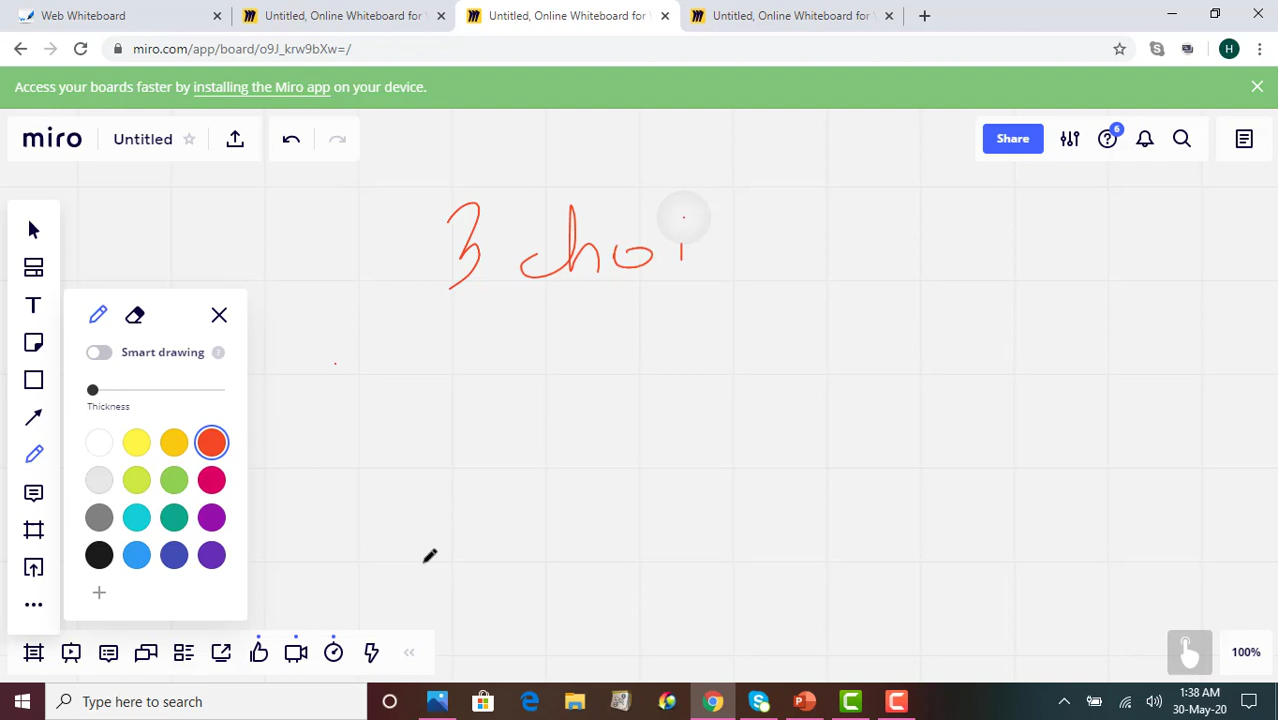 Web Whiteboard
Untitled, Online Whiteboard for
Untitled, Online Whiteboard for
Untitled, Online Whiteboard for
miro.com/app/board/o9J_krw9bXw=/
H
Access your boards faster by installing the Miro app on your device.
miro Untitled
Share
6
3 choi
T
Smart drawing ?
Thickness
100%
Type here to search
1:38 AM
30-May-20